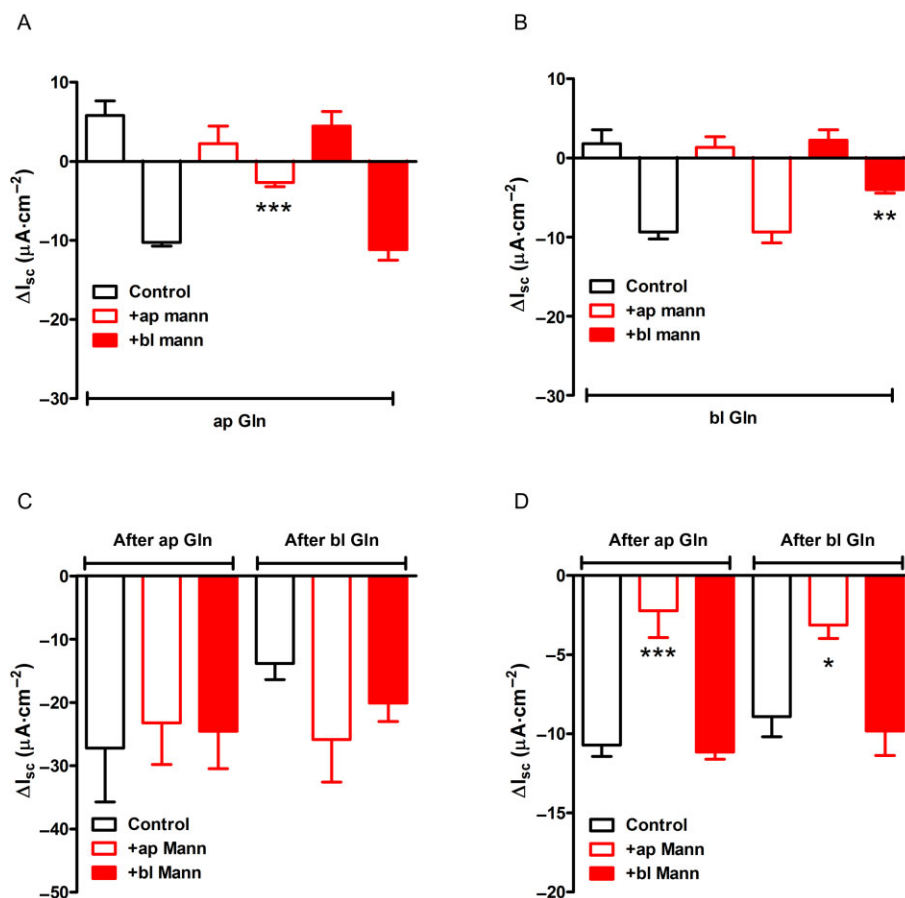 A
10
0
–10
–20
–30
ΔIsc (µA·cm–2)
***
Control
+ap mann
+bl mann
ap Gln
B
10
0
–10
–20
–30
ΔIsc (µA·cm–2)
**
Control
+ap mann
+bl mann
bl Gln
C
After ap Gln
After bl Gln
0
–10
–20
–30
–40
–50
ΔIsc (µA·cm–2)
Control
+ap Mann
+bl Mann
D
After ap Gln
After bl Gln
0
–5
–10
–15
–20
ΔIsc (µA·cm–2)
***
*
Control
+ap Mann
+bl Mann